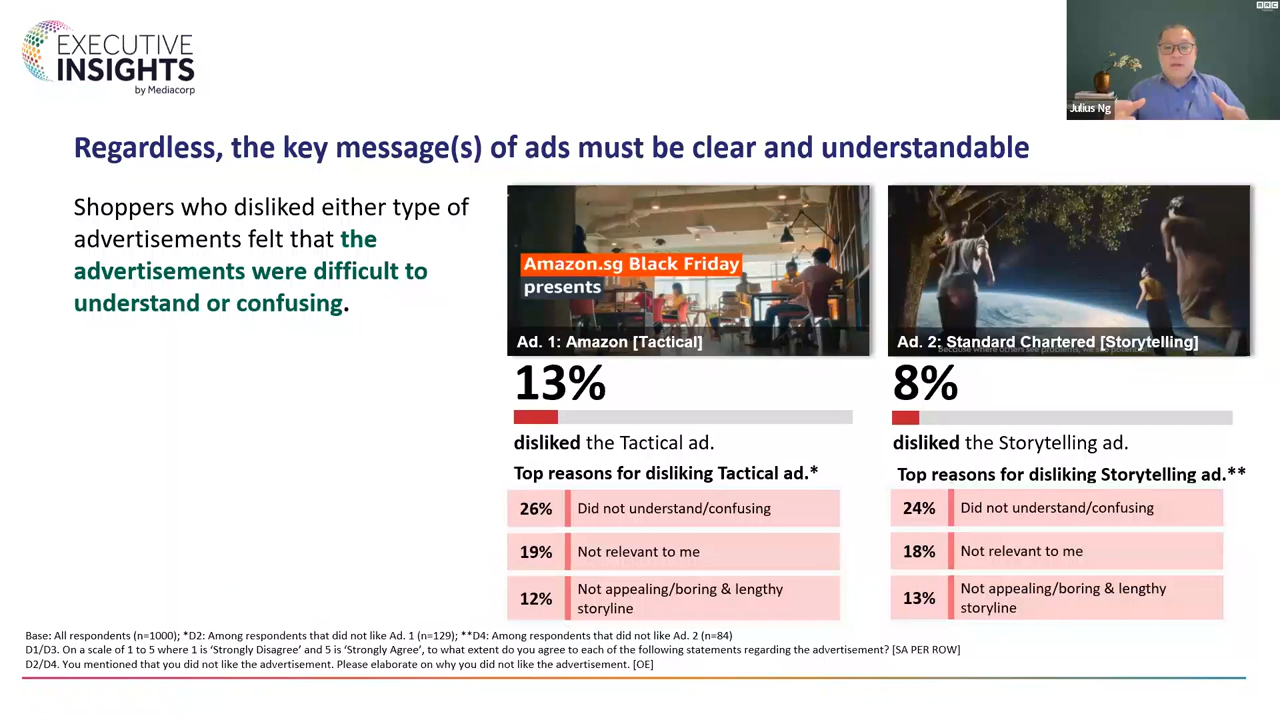 EXECUTIVE
INSIGHTS
by Mediacorp
BBC
Julius Ng
Regardless, the key message(s) of ads must be clear and understandable
Shoppers who disliked either type of
advertisements felt that the
advertisements were difficult to
understand or confusing.
Amazon.sg Black Friday
presents
Ad. 1: Amazon [Tactical]
13%
disliked the Tactical ad.
Top reasons for disliking Tactical ad.*
26% Did not understand/confusing
19% Not relevant to me
12% Not appealing/boring & lengthy
storyline
Ad. 2: Standard Chartered [Storytelling]
because where others see problems, we see potential
8%
disliked the Storytelling ad.
Top reasons for disliking Storytelling ad.**
24% Did not understand/confusing
18% Not relevant to me
13% Not appealing/boring & lengthy
storyline
Base: All respondents (n=1000); *D2: Among respondents that did not like Ad. 1 (n=129); **D4: Among respondents that did not like Ad. 2 (n=84)
D1/D3. On a scale of 1 to 5 where 1 is ‘Strongly Disagree’ and 5 is ‘Strongly Agree’, to what extent do you agree to each of the following statements regarding the advertisement? [SA PER ROW]
D2/D4. You mentioned that you did not like the advertisement. Please elaborate on why you did not like the advertisement. [OE]